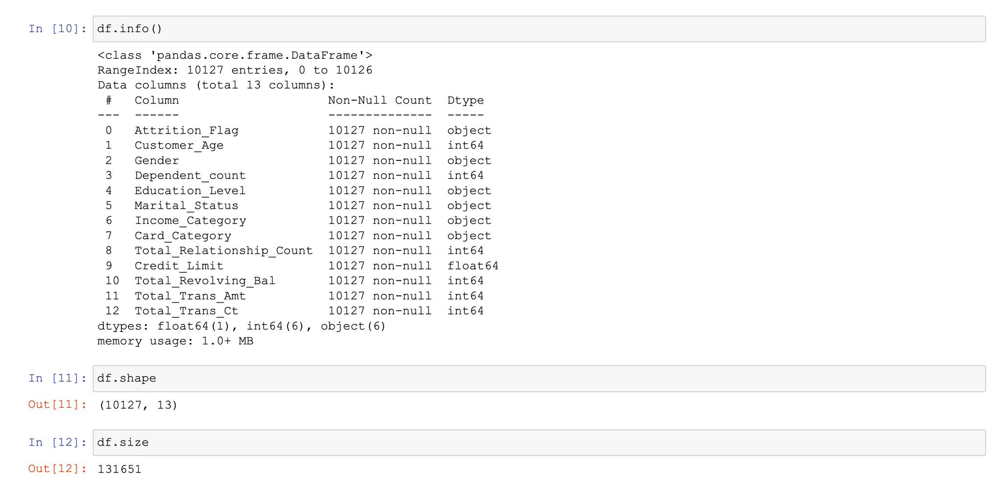 In [10]: df.info()
<class 'pandas.core.frame.DataFrame'>
RangeIndex: 10127 entries, 0 to 10126
Data columns (total 13 columns):
 #   Column                    Non-Null Count  Dtype
---  ------                    --------------  -----
 0   Attrition_Flag            10127 non-null  object
 1   Customer_Age              10127 non-null  int64
 2   Gender                    10127 non-null  object
 3   Dependent_count           10127 non-null  int64
 4   Education_Level           10127 non-null  object
 5   Marital_Status            10127 non-null  object
 6   Income_Category           10127 non-null  object
 7   Card_Category             10127 non-null  object
 8   Total_Relationship_Count  10127 non-null  int64
 9   Credit_Limit              10127 non-null  float64
 10  Total_Revolving_Bal       10127 non-null  int64
 11  Total_Trans_Amt           10127 non-null  int64
 12  Total_Trans_Ct            10127 non-null  int64
dtypes: float64(1), int64(6), object(6)
memory usage: 1.0+ MB
In [11]: df.shape
Out[11]: (10127, 13)
In [12]: df.size
Out[12]: 131651